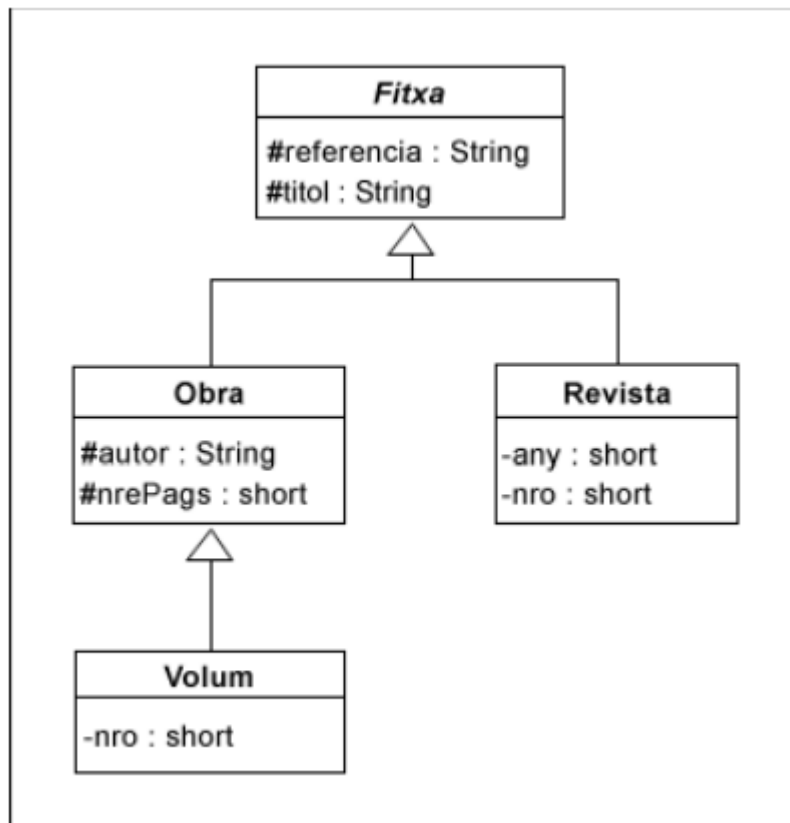 Fitxa
#referencia : String
#titol : String
Obra
#autor : String
#nrePags : short
Revista
-any : short
-nro : short
Volum
-nro : short